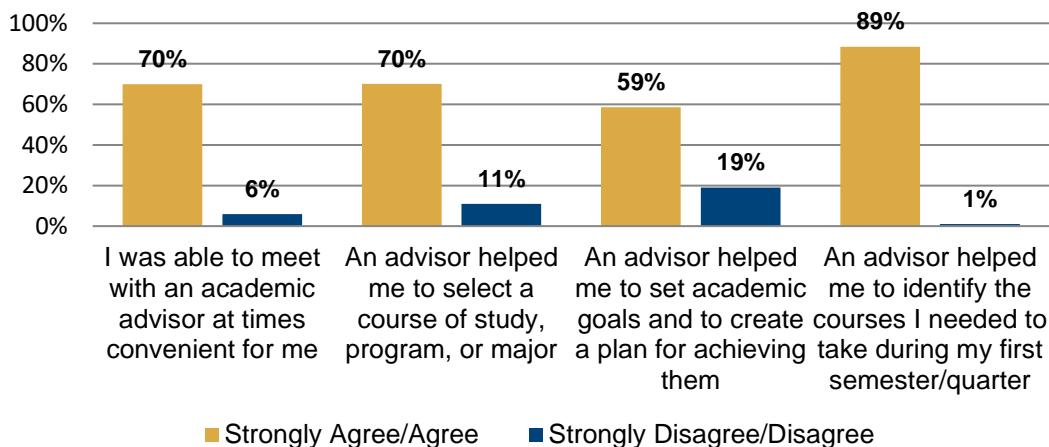 100%
80%
60%
40%
20%
0%
70%
6%
70%
11%
59%
19%
89%
1%
I was able to meet
with an academic
advisor at times
convenient for me
An advisor helped
me to select a
course of study,
program, or major
An advisor helped
me to set academic
goals and to create
a plan for achieving
them
An advisor helped
me to identify the
courses I needed to
take during my first
semester/quarter
Strongly Agree/Agree
Strongly Disagree/Disagree